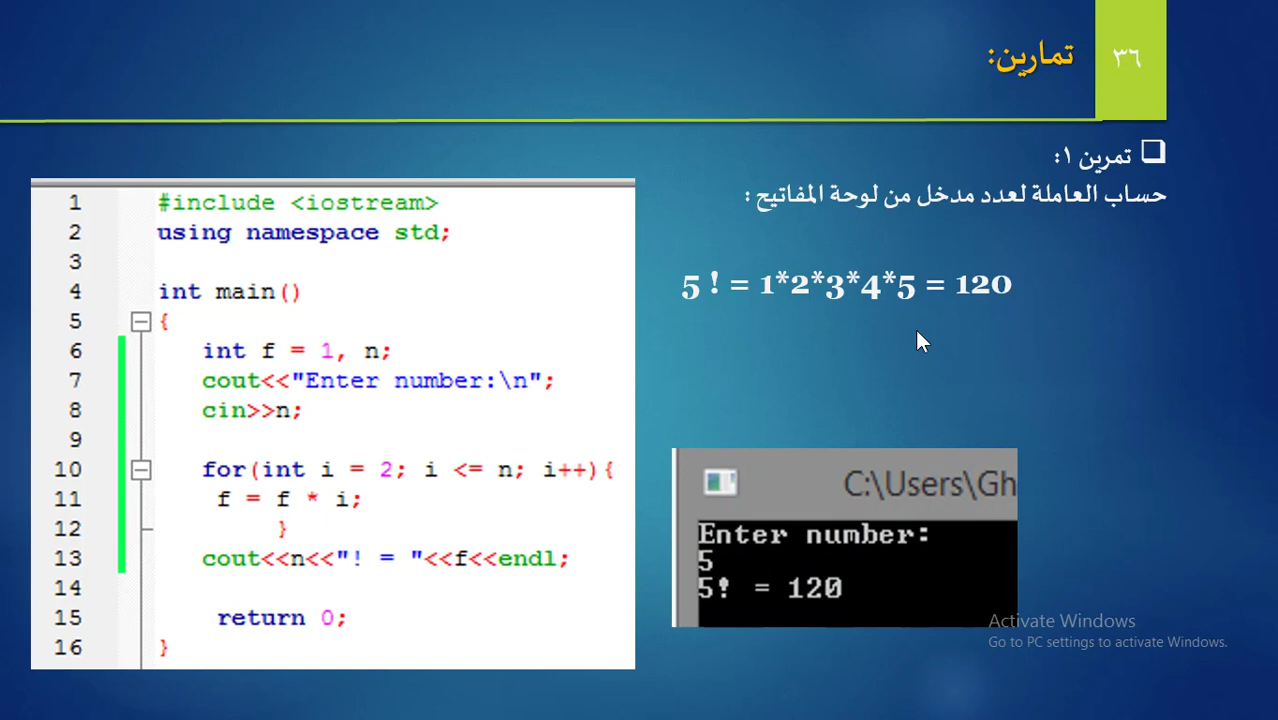 ٣٦
تمارين:
تمرين ١:
حساب العاملة لعدد مدخل من لوحة المفاتيح :
5 ! = 1*2*3*4*5 = 120
1 #include <iostream>
2 using namespace std;
3
4 int main()
5 {
6 int f = 1, n;
7 cout<<"Enter number:\n";
8 cin>>n;
9
10 for(int i = 2; i <= n; i++){
11 f = f * i;
12 }
13 cout<<n<<"! = "<<f<<endl;
14
15 return 0;
16 }
C:\Users\Gh
Enter number:
5
5! = 120
Activate Windows
Go to PC settings to activate Windows.